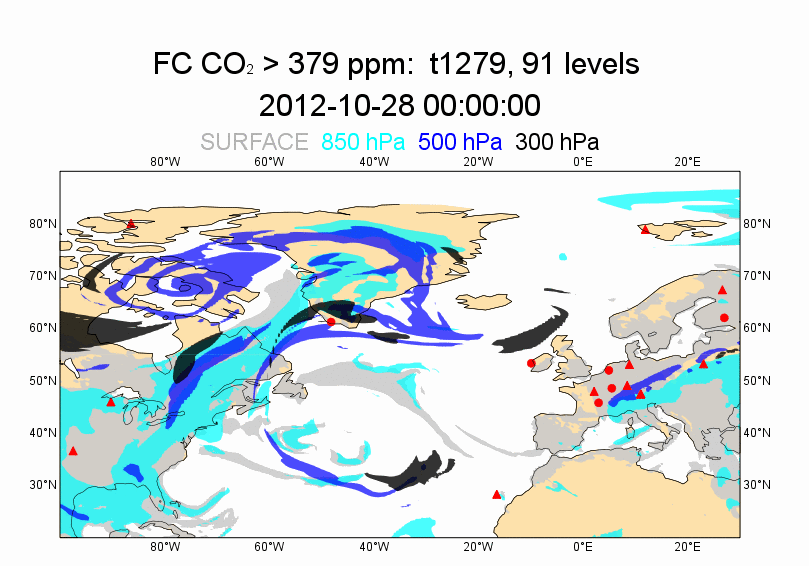 FC CO₂ > 379 ppm: t1279, 91 levels
2012-10-28 00:00:00
SURFACE 850 hPa 500 hPa 300 hPa
80°W 60°W 40°W 20°W 0°E 20°E
80°N 80°N
70°N 70°N
60°N 60°N
50°N 50°N
40°N 40°N
30°N 30°N
80°W 60°W 40°W 20°W 0°E 20°E